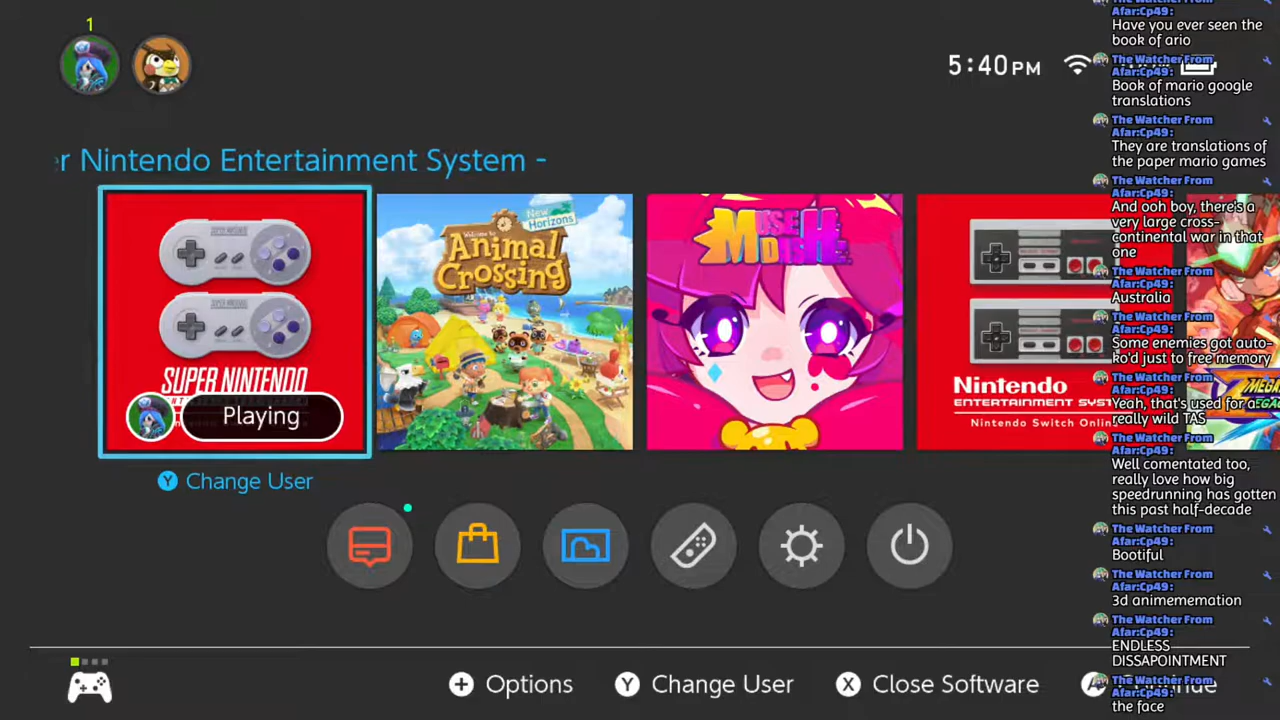 1
5:40PM
r Nintendo Entertainment System -
New Horizons
Welcome to
Animal Crossing
MUSE DASH
SUPER NINTENDO
Playing
Nintendo
ENTERTAINMENT SYST
Nintendo Switch Onlin
MEGA
Y Change User
+ Options
Y Change User
X Close Software
A
The Watcher From
Afar:Cp49:
Have you ever seen the
book of ario
The Watcher From
Afar:Cp49:
Book of mario google
translations
The Watcher From
Afar:Cp49:
They are translations of
the paper mario games
The Watcher From
Afar:Cp49:
And ooh boy, there's a
very large cross-
continental war in that
one
The Watcher From
Afar:Cp49:
Australia
The Watcher From
Afar:Cp49:
Some enemies got auto-
ko'd just to free memory
The Watcher From
Afar:Cp49:
Yeah, that's used for a
really wild TAS
The Watcher From
Afar:Cp49:
Well comentated too,
really love how big
speedrunning has gotten
this past half-decade
The Watcher From
Afar:Cp49:
Bootiful
The Watcher From
Afar:Cp49:
3d animememation
The Watcher From
Afar:Cp49:
ENDLESS
DISSAPOINTMENT
The Watcher From
Afar:Cp49:
the face